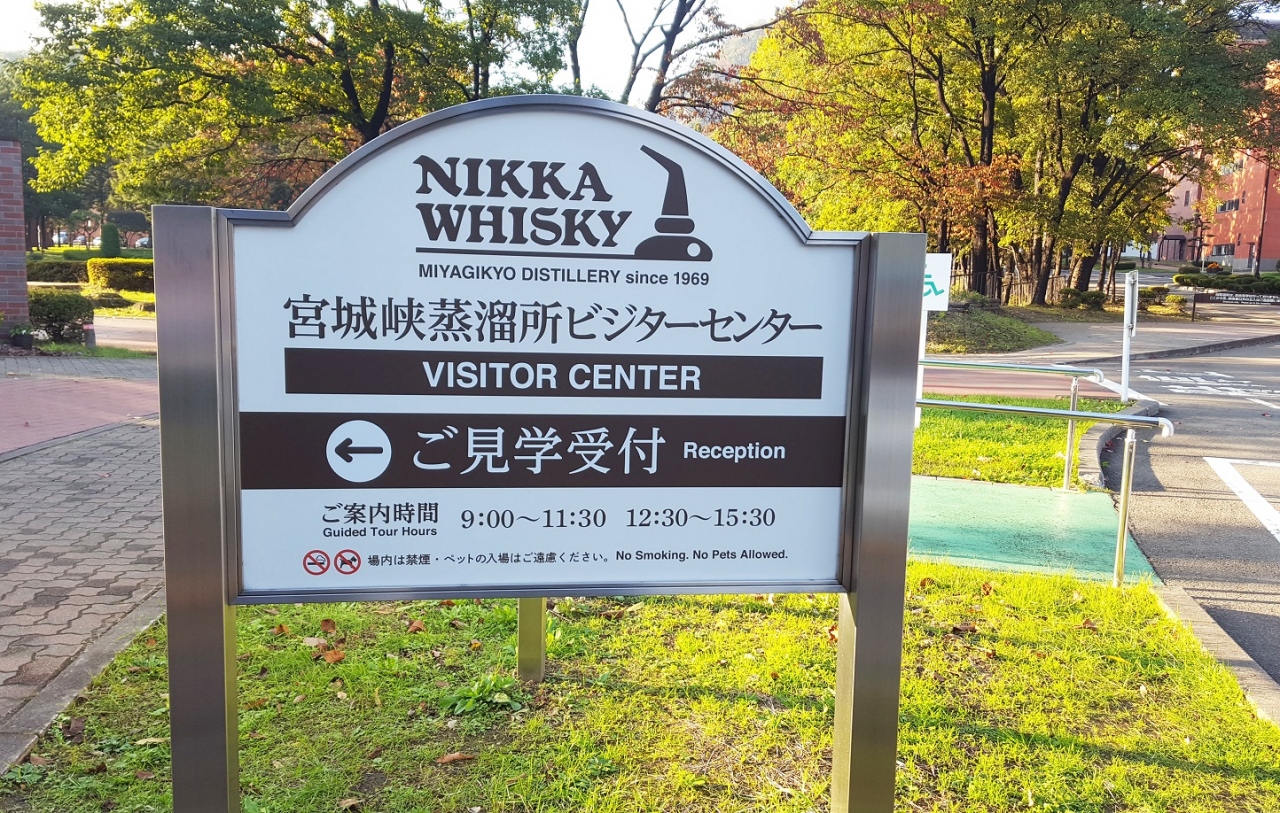 NIKKA
WHISKY
MIYAGIKYO DISTILLERY since 1969
宮城峡蒸溜所ビジターセンター
VISITOR CENTER
ご見学受付 Reception
ご案内時間 9:00～11:30 12:30～15:30
Guided Tour Hours
場内は禁煙・ペットの入場はご遠慮ください。 No Smoking. No Pets Allowed.